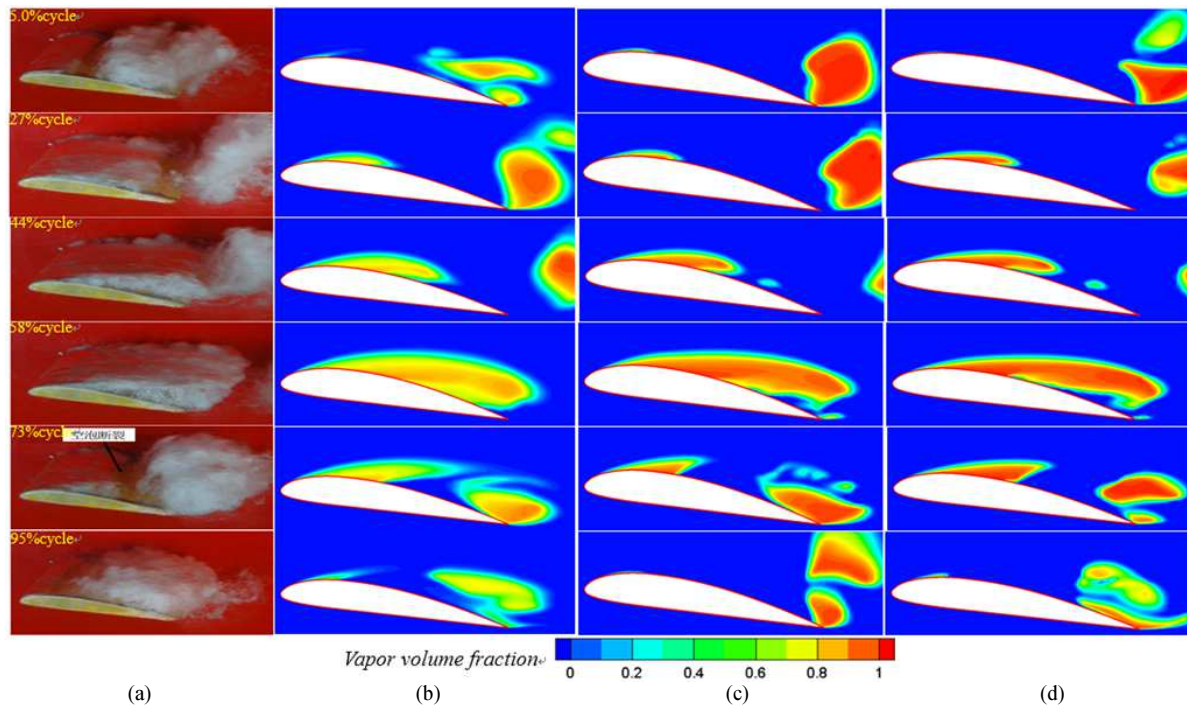 5.0%cycle
27%cycle
44%cycle
58%cycle
73%cycle
空泡断裂
95%cycle
Vapor volume fraction
0 0.2 0.4 0.6 0.8 1
(a) (b) (c) (d)